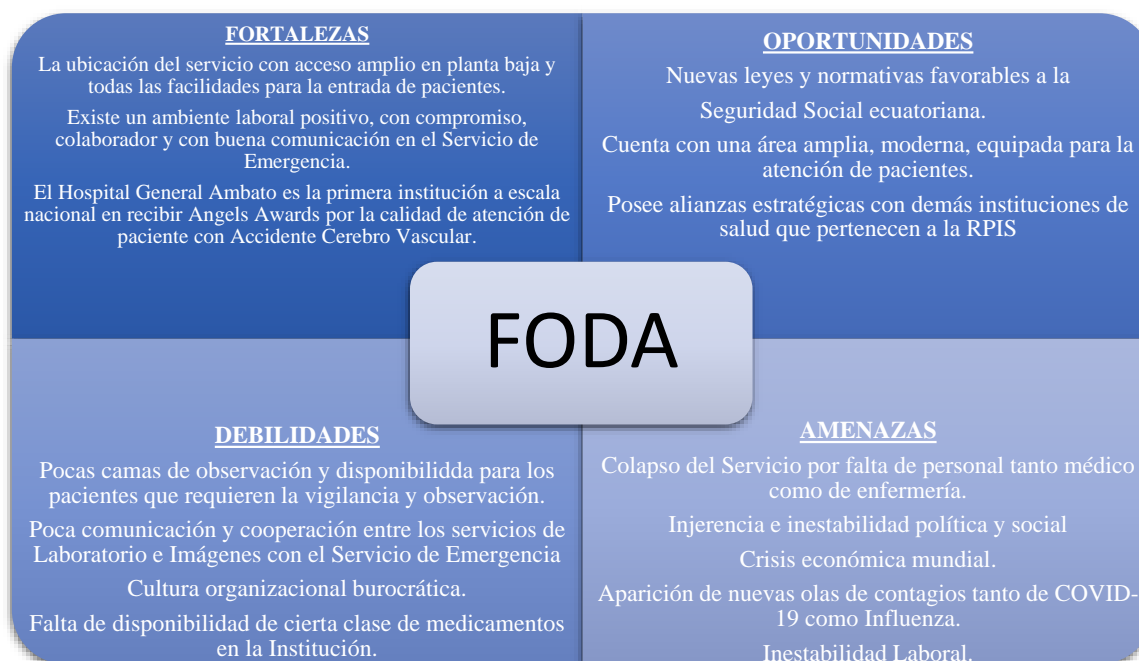 FORTALEZAS
La ubicación del servicio con acceso amplio en planta baja y
todas las facilidades para la entrada de pacientes.
Existe un ambiente laboral positivo, con compromiso,
colaborador y con buena comunicación en el Servicio de
Emergencia.
El Hospital General Ambato es la primera institución a escala
nacional en recibir Angels Awards por la calidad de atención de
paciente con Accidente Cerebro Vascular.
OPORTUNIDADES
Nuevas leyes y normativas favorables a la
Seguridad Social ecuatoriana.
Cuenta con una área amplia, moderna, equipada para la
atención de pacientes.
Posee alianzas estratégicas con demás instituciones de
salud que pertenecen a la RPIS
FODA
DEBILIDADES
Pocas camas de observación y disponibilidda para los
pacientes que requieren la vigilancia y observación.
Poca comunicación y cooperación entre los servicios de
Laboratorio e Imágenes con el Servicio de Emergencia
Cultura organizacional burocrática.
Falta de disponibilidad de cierta clase de medicamentos
en la Institución.
AMENAZAS
Colapso del Servicio por falta de personal tanto médico
como de enfermería.
Injerencia e inestabilidad política y social
Crisis económica mundial.
Aparición de nuevas olas de contagios tanto de COVID-
19 como Influenza.
Inestabilidad Laboral.